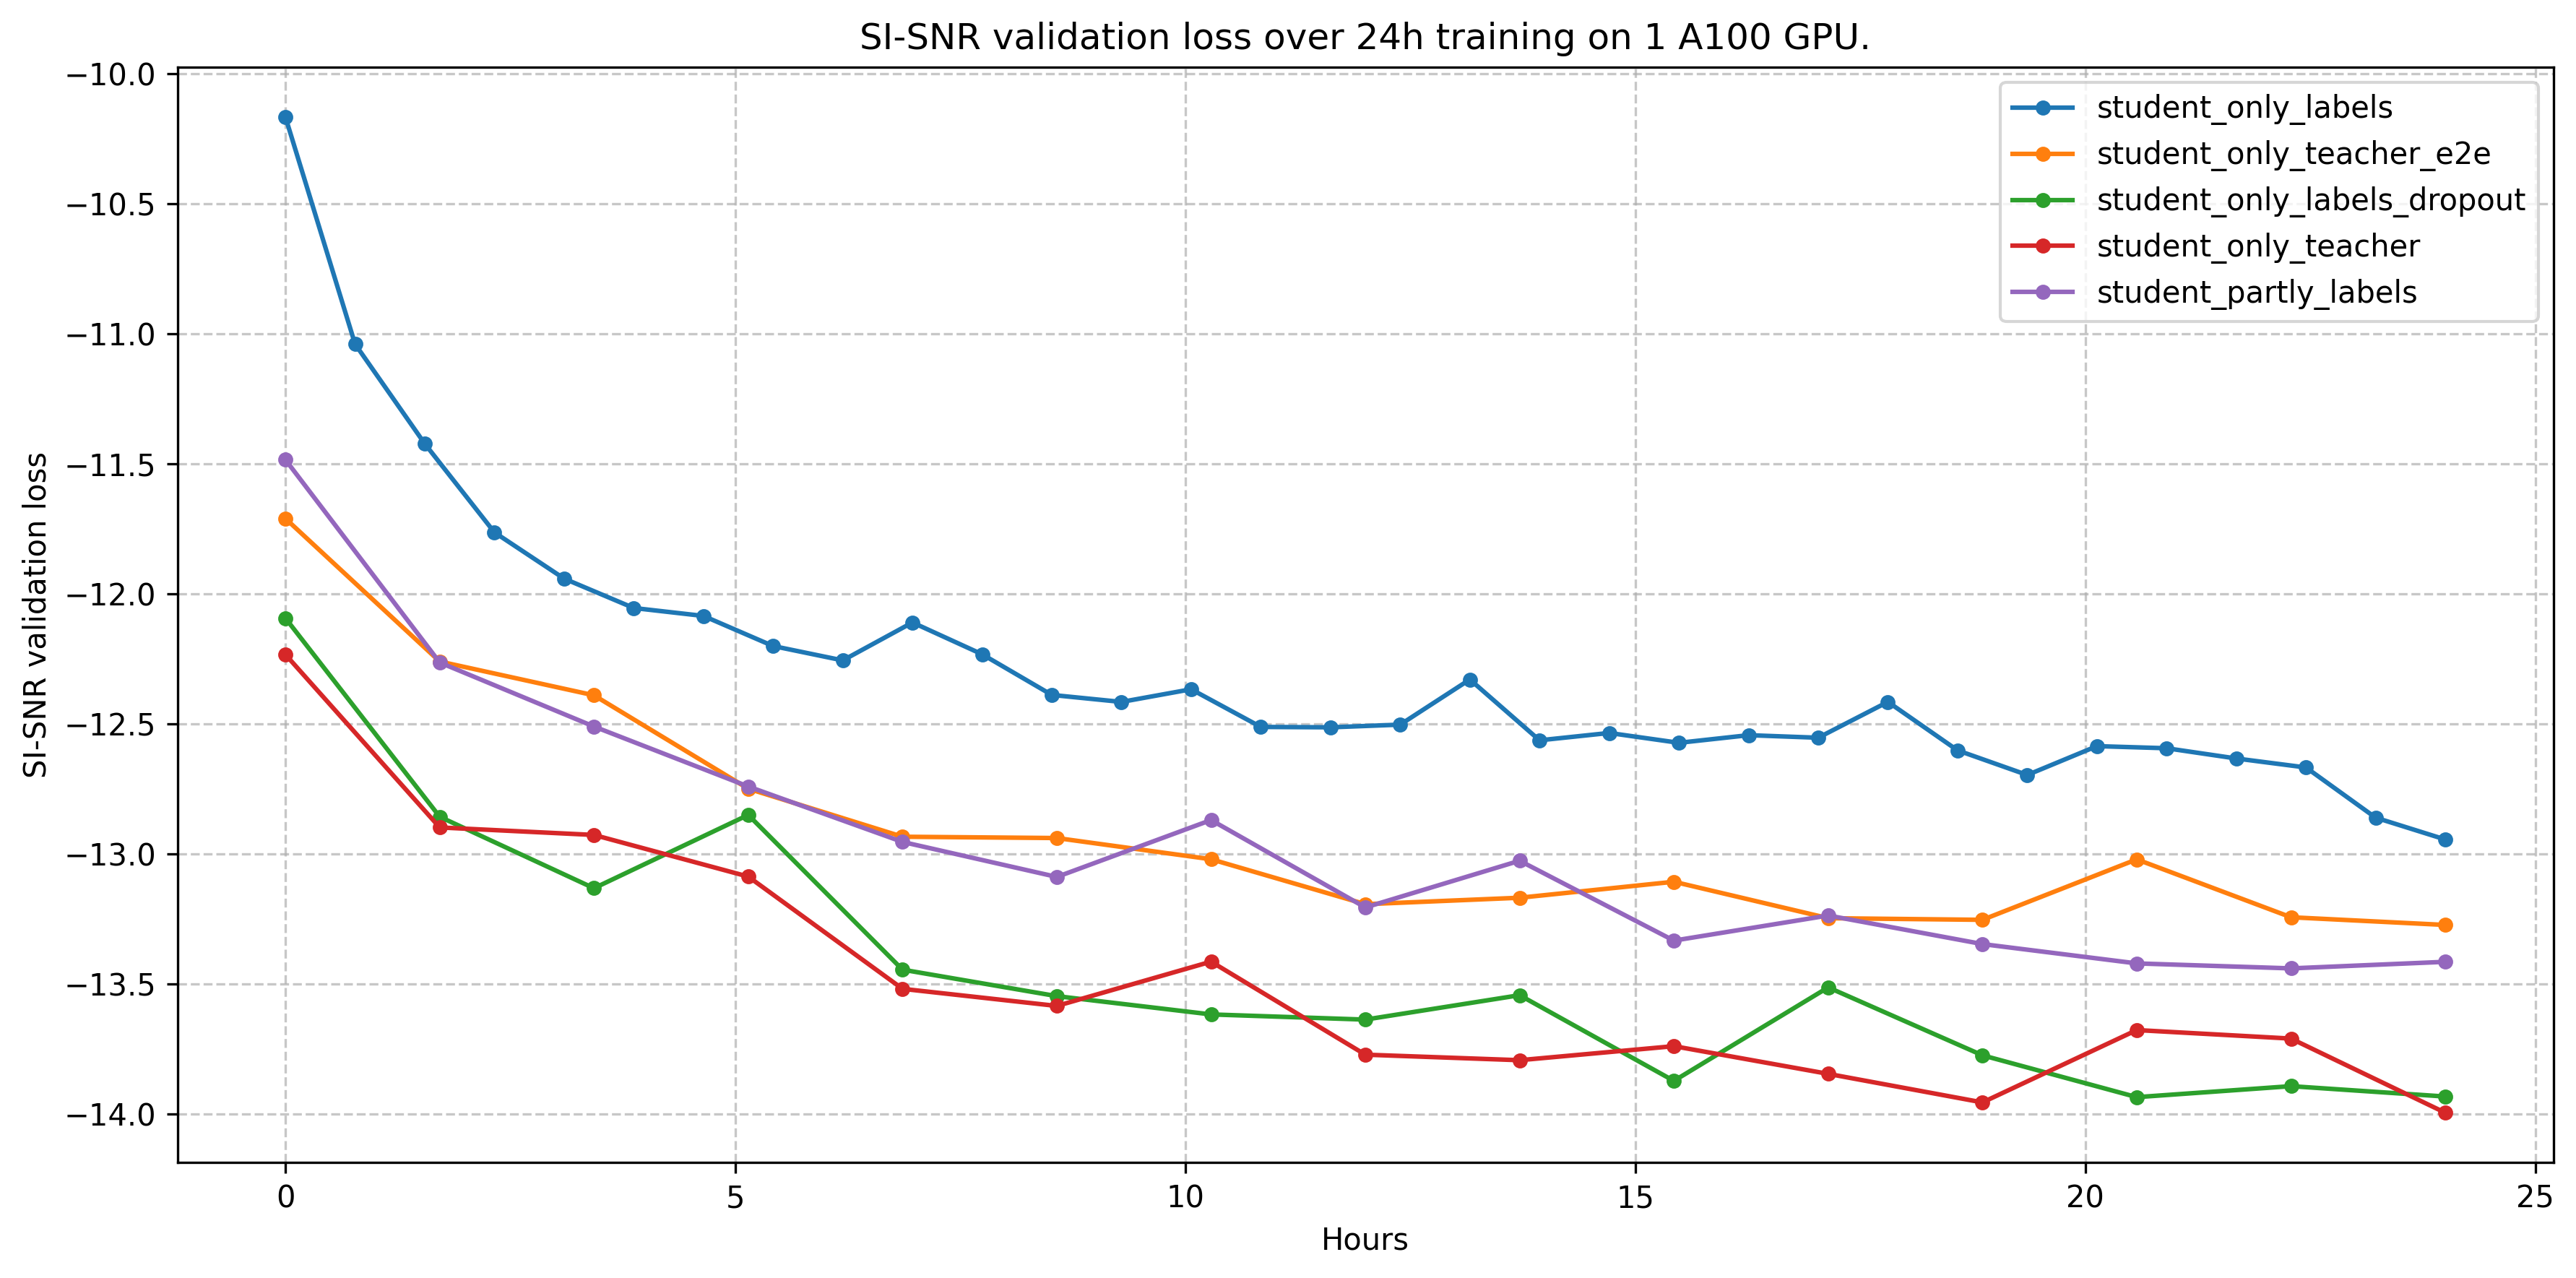 SI-SNR validation loss over 24h training on 1 A100 GPU.
−10.0
−10.5
−11.0
−11.5
−12.0
−12.5
−13.0
−13.5
−14.0
SI-SNR validation loss
student_only_labels
student_only_teacher_e2e
student_only_labels_dropout
student_only_teacher
student_partly_labels
0 5 10 15 20 25
Hours